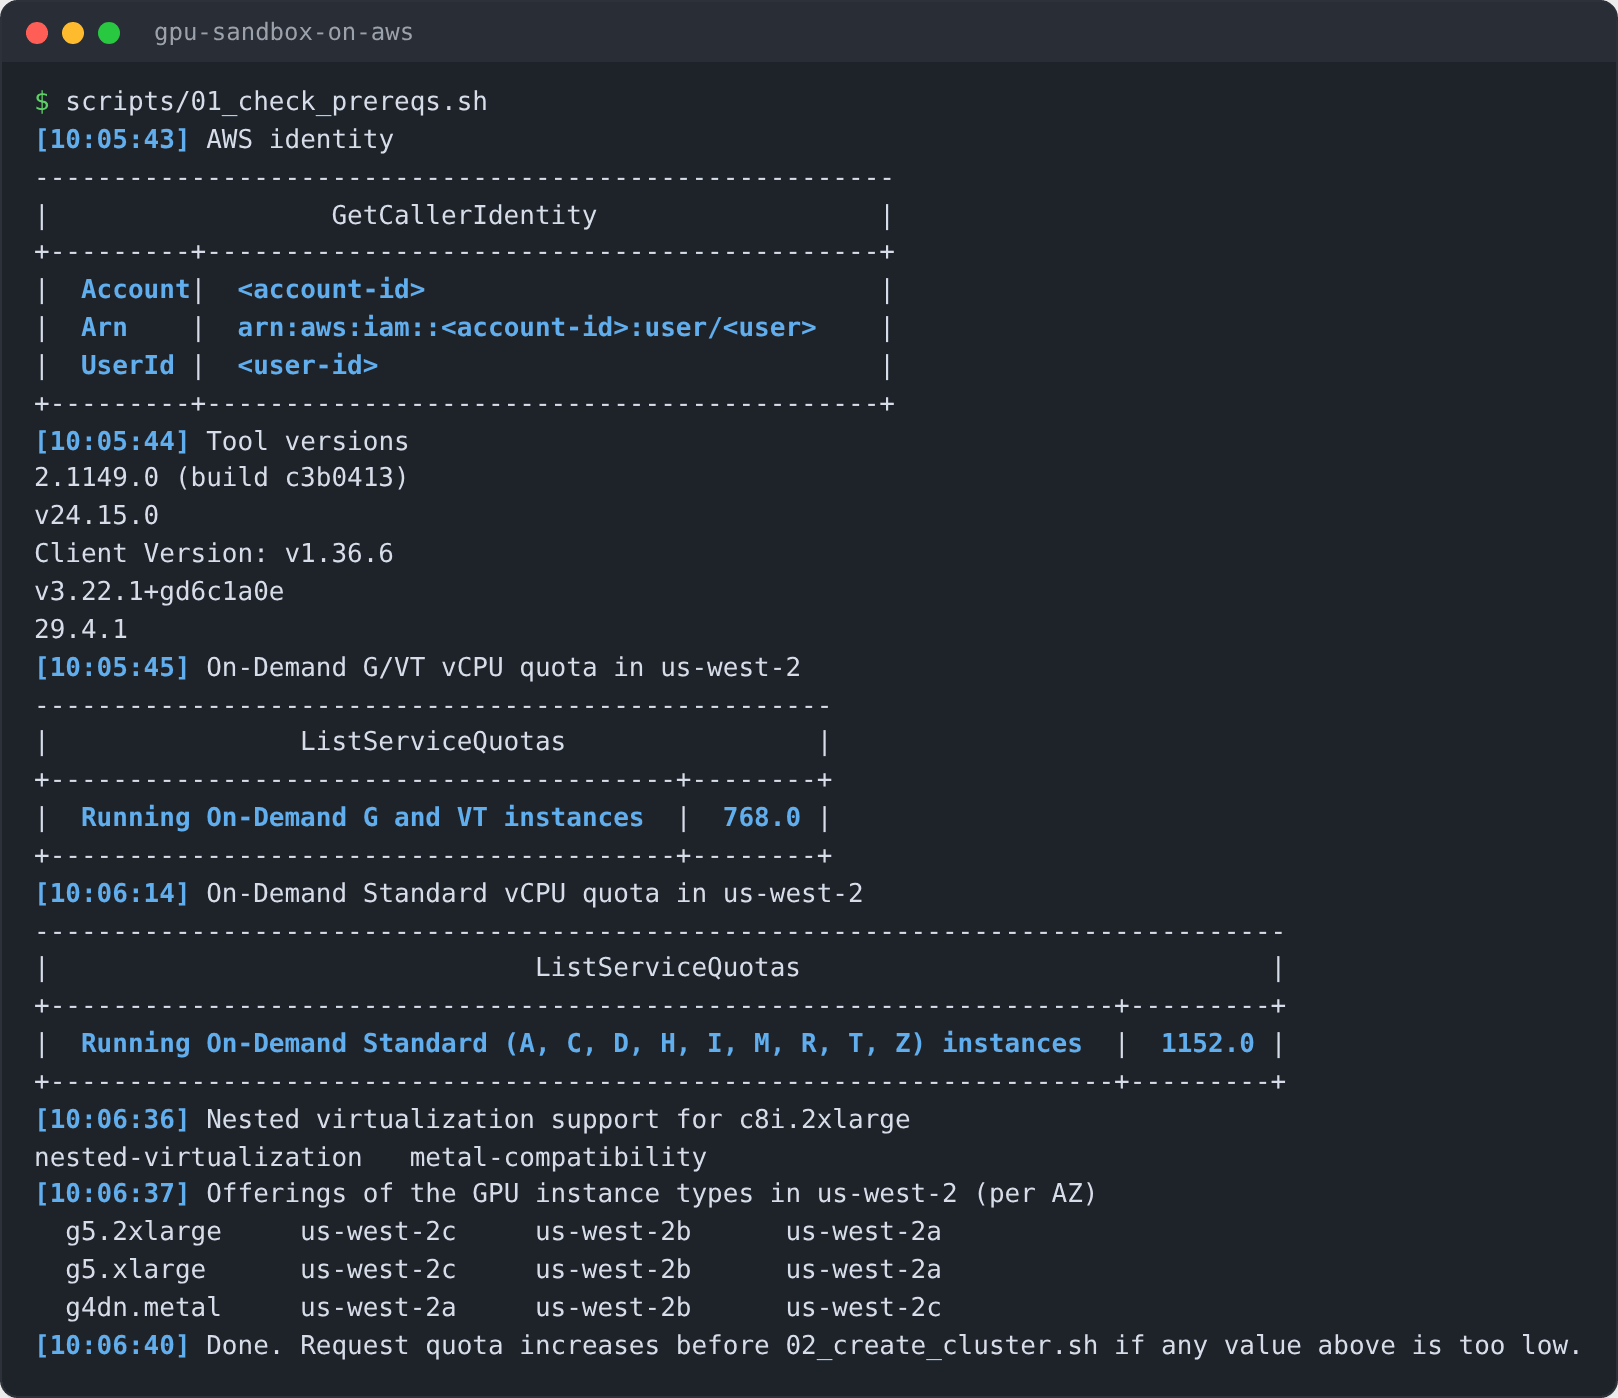 gpu-sandbox-on-aws
$ scripts/01_check_prereqs.sh
[10:05:43] AWS identity
-------------------------------------------------------
|                  GetCallerIdentity                  |
+---------+-------------------------------------------+
|  Account|  <account-id>                             |
|  Arn    |  arn:aws:iam::<account-id>:user/<user>    |
|  UserId |  <user-id>                                |
+---------+-------------------------------------------+
[10:05:44] Tool versions
2.1149.0 (build c3b0413)
v24.15.0
Client Version: v1.36.6
v3.22.1+gd6c1a0e
29.4.1
[10:05:45] On-Demand G/VT vCPU quota in us-west-2
---------------------------------------------------
|                ListServiceQuotas                |
+----------------------------------------+--------+
|  Running On-Demand G and VT instances  |  768.0 |
+----------------------------------------+--------+
[10:06:14] On-Demand Standard vCPU quota in us-west-2
--------------------------------------------------------------------------------
|                               ListServiceQuotas                              |
+--------------------------------------------------------------------+---------+
|  Running On-Demand Standard (A, C, D, H, I, M, R, T, Z) instances  |  1152.0 |
+--------------------------------------------------------------------+---------+
[10:06:36] Nested virtualization support for c8i.2xlarge
nested-virtualization   metal-compatibility
[10:06:37] Offerings of the GPU instance types in us-west-2 (per AZ)
  g5.2xlarge     us-west-2c     us-west-2b      us-west-2a
  g5.xlarge      us-west-2c     us-west-2b      us-west-2a
  g4dn.metal     us-west-2a     us-west-2b      us-west-2c
[10:06:40] Done. Request quota increases before 02_create_cluster.sh if any value above is too low.